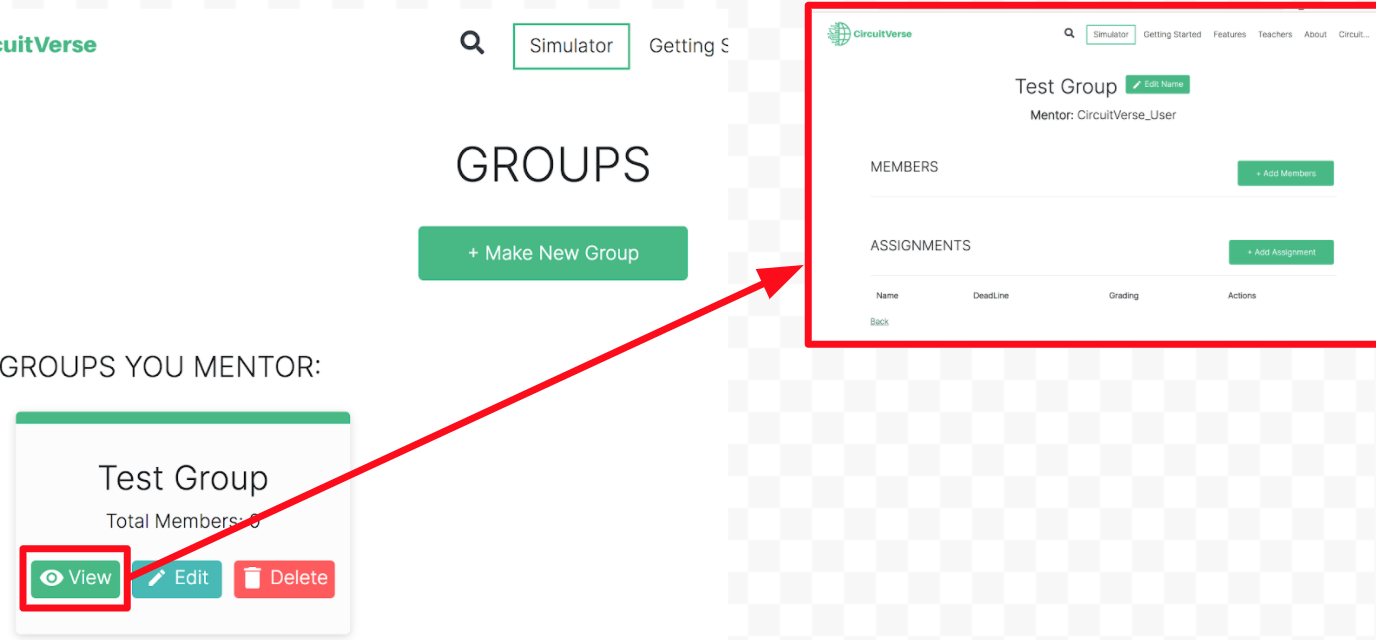 cuitVerse
Simulator
Getting S
GROUPS
+ Make New Group
GROUPS YOU MENTOR:
Test Group
Total Members: 0
View
Edit
Delete
CircuitVerse
Simulator
Getting Started
Features
Teachers
About
Circuit...
Test Group
Edit Name
Mentor: CircuitVerse_User
MEMBERS
+ Add Members
ASSIGNMENTS
+ Add Assignment
Name
DeadLine
Grading
Actions
Back